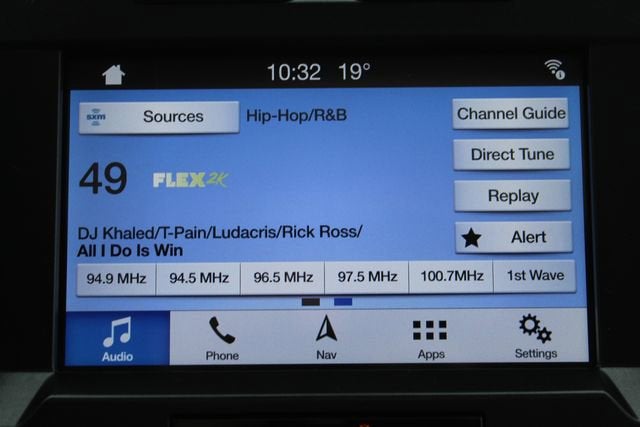 10:32 19°
sxm Sources Hip-Hop/R&B Channel Guide
Direct Tune
49 FLEX2K
Replay
DJ Khaled/T-Pain/Ludacris/Rick Ross/ Alert
All I Do Is Win
94.9 MHz 94.5 MHz 96.5 MHz 97.5 MHz 100.7MHz 1st Wave
Audio Phone Nav Apps Settings